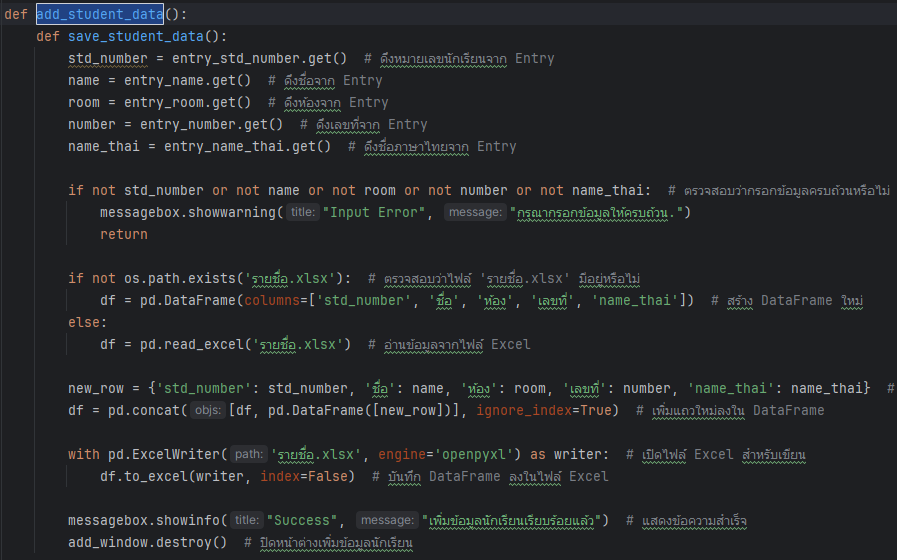 def add_student_data():
    def save_student_data():
        std_number = entry_std_number.get()  # ดึงหมายเลขนักเรียนจาก Entry
        name = entry_name.get()  # ดึงชื่อจาก Entry
        room = entry_room.get()  # ดึงห้องจาก Entry
        number = entry_number.get()  # ดึงเลขที่จาก Entry
        name_thai = entry_name_thai.get()  # ดึงชื่อภาษาไทยจาก Entry

        if not std_number or not name or not room or not number or not name_thai:  # ตรวจสอบว่ากรอกข้อมูลครบถ้วนหรือไม่
            messagebox.showwarning( title: "Input Error",  message: "กรุณากรอกข้อมูลให้ครบถ้วน.")
            return

        if not os.path.exists('รายชื่อ.xlsx'):  # ตรวจสอบว่าไฟล์ 'รายชื่อ.xlsx' มีอยู่หรือไม่
            df = pd.DataFrame(columns=['std_number', 'ชื่อ', 'ห้อง', 'เลขที่', 'name_thai'])  # สร้าง DataFrame ใหม่
        else:
            df = pd.read_excel('รายชื่อ.xlsx')  # อ่านข้อมูลจากไฟล์ Excel

        new_row = {'std_number': std_number, 'ชื่อ': name, 'ห้อง': room, 'เลขที่': number, 'name_thai': name_thai}  #
        df = pd.concat( objs: [df, pd.DataFrame([new_row])], ignore_index=True)  # เพิ่มแถวใหม่ลงใน DataFrame

        with pd.ExcelWriter( path: 'รายชื่อ.xlsx', engine='openpyxl') as writer:  # เปิดไฟล์ Excel สำหรับเขียน
            df.to_excel(writer, index=False)  # บันทึก DataFrame ลงในไฟล์ Excel

        messagebox.showinfo( title: "Success",  message: "เพิ่มข้อมูลนักเรียนเรียบร้อยแล้ว")  # แสดงข้อความสำเร็จ
        add_window.destroy()  # ปิดหน้าต่างเพิ่มข้อมูลนักเรียน